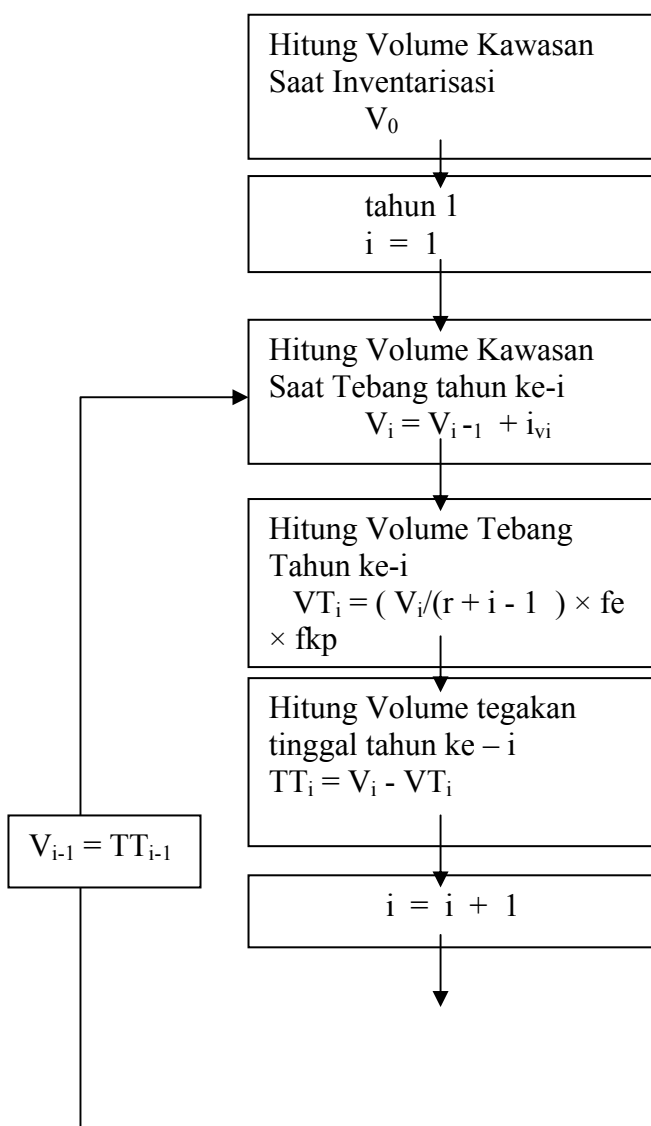 Hitung Volume Kawasan
Saat Inventarisasi
V₀
tahun 1
i = 1
Hitung Volume Kawasan
Saat Tebang tahun ke-i
Vᵢ = Vᵢ -₁ + iᵥᵢ
Hitung Volume Tebang
Tahun ke-i
VTᵢ = ( Vᵢ/(r + i - 1 ) × fe
× fkp
Hitung Volume tegakan
tinggal tahun ke – i
TTᵢ = Vᵢ - VTᵢ
Vᵢ₋₁ = TTᵢ₋₁
i = i + 1